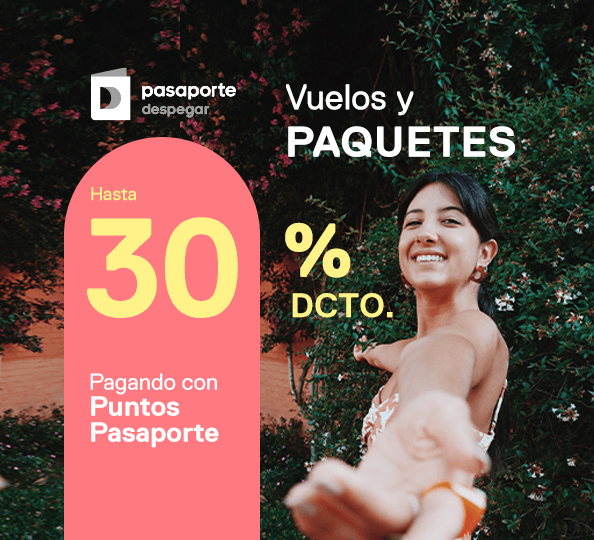 pasaporte
despegar
Vuelos y
PAQUETES
Hasta
30%
DCTO.
Pagando con
Puntos
Pasaporte